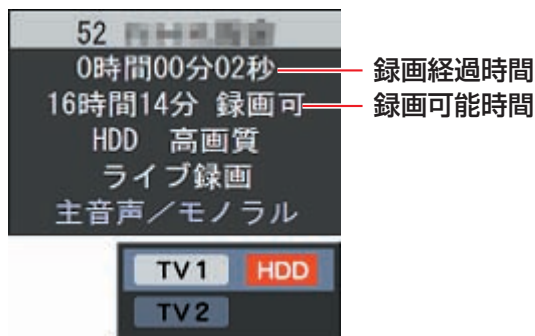 52
0時間00分02秒 録画経過時間
16時間14分 録画可 録画可能時間
HDD 高画質
ライブ録画
主音声／モノラル
TV1 HDD
TV2